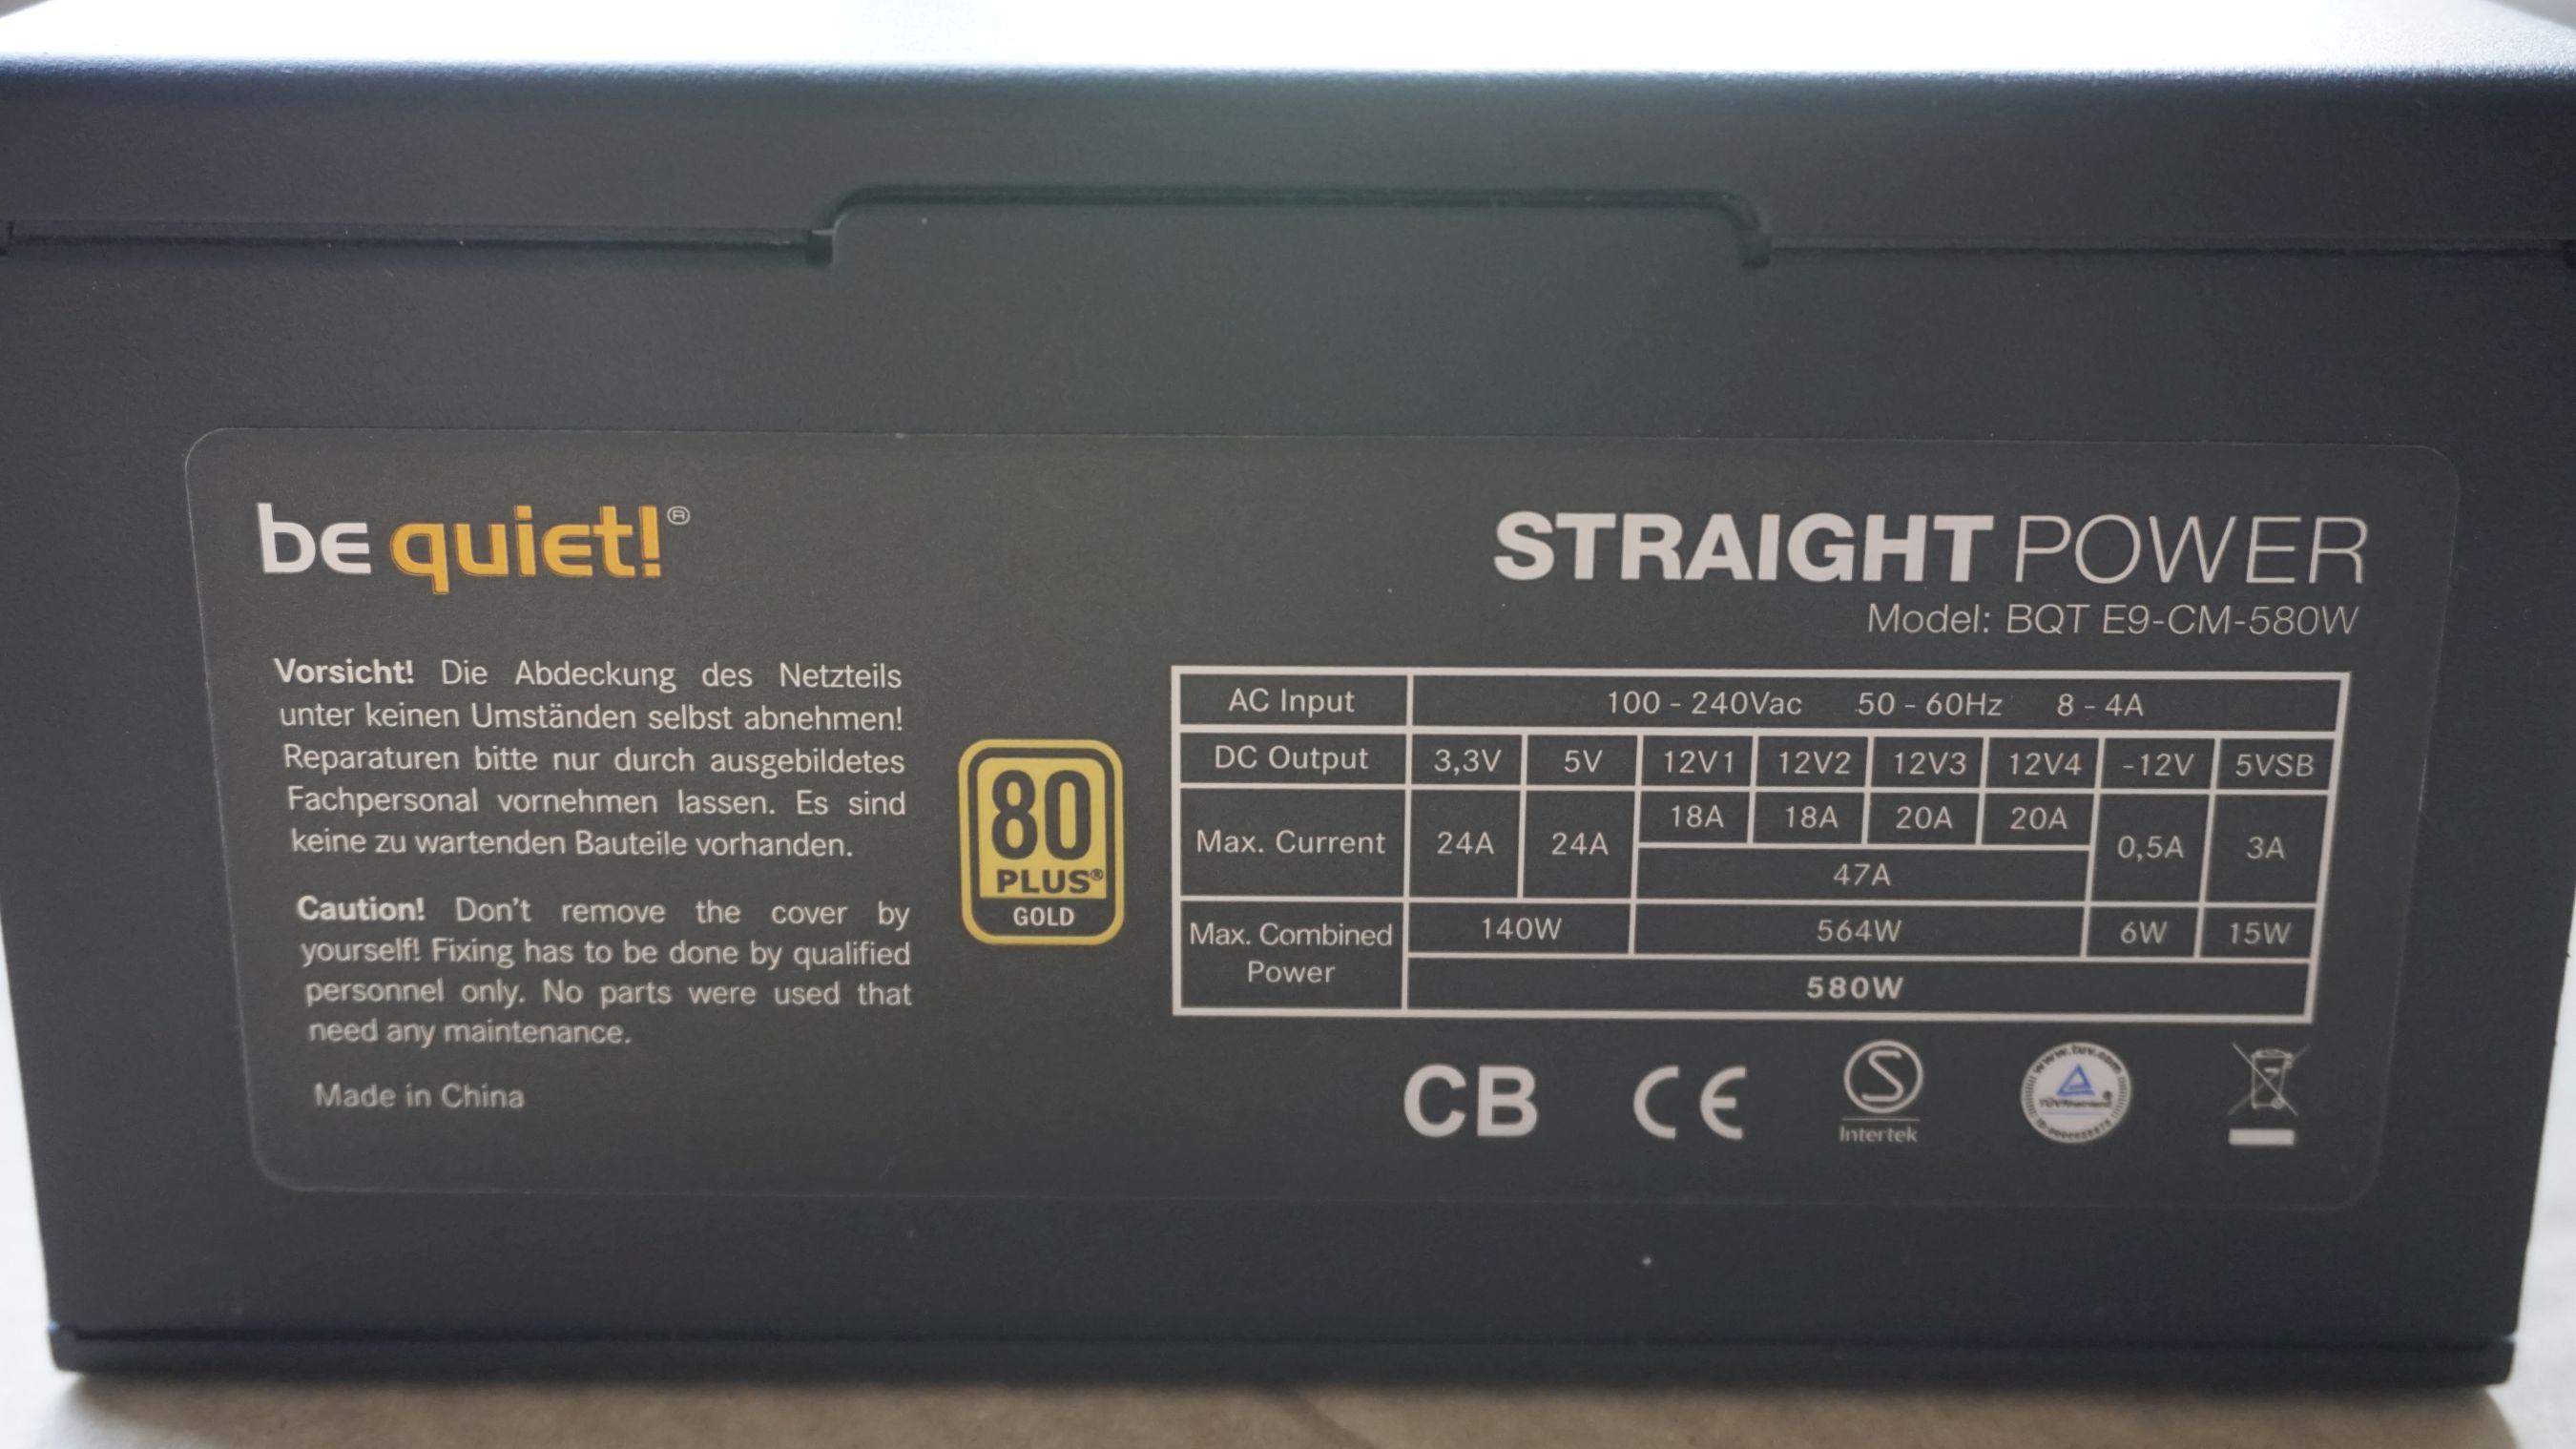 be quiet!®
STRAIGHT POWER
Model: BQT E9-CM-580W
Vorsicht! Die Abdeckung des Netzteils
unter keinen Umständen selbst abnehmen!
Reparaturen bitte nur durch ausgebildetes
Fachpersonal vornehmen lassen. Es sind
keine zu wartenden Bauteile vorhanden.
Caution! Don't remove the cover by
yourself! Fixing has to be done by qualified
personnel only. No parts were used that
need any maintenance.
Made in China
80
PLUS®
GOLD
AC Input 100 - 240Vac 50 - 60Hz 8 - 4A
DC Output 3,3V 5V 12V1 12V2 12V3 12V4 -12V 5VSB
Max. Current 24A 24A 18A 18A 20A 20A 0,5A 3A
47A
Max. Combined Power 140W 564W 6W 15W
580W
CB CE S
Intertek
www.tuv.com
TÜVRheinland®